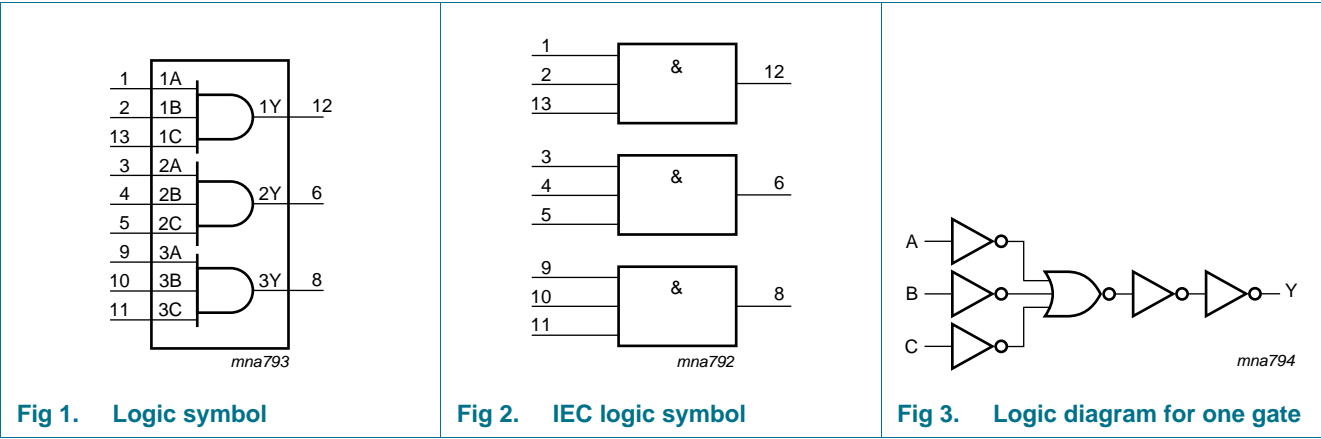 1 1A
2 1B 1Y 12
13 1C
3 2A
4 2B 2Y 6
5 2C
9 3A
10 3B 3Y 8
11 3C
mna793
Fig 1. Logic symbol
1
2 & 12
13
3
4 & 6
5
9
10 & 8
11
mna792
Fig 2. IEC logic symbol
A
B Y
C
mna794
Fig 3. Logic diagram for one gate